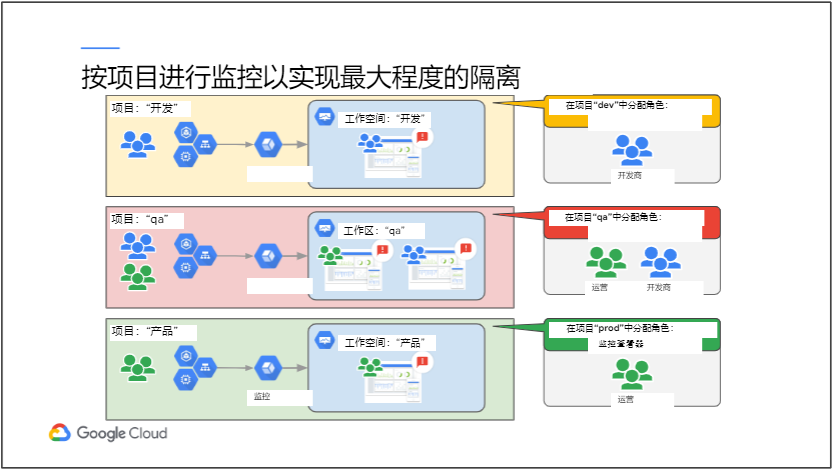 按项目进行监控以实现最大程度的隔离
项目：“开发”
工作空间：“开发”
在项目“dev”中分配角色：
开发商
项目：“qa”
工作区：“qa”
在项目“qa”中分配角色：
运营
开发商
项目：“产品”
工作空间：“产品”
监控
在项目“prod”中分配角色：
监控查看器
运营
Google Cloud